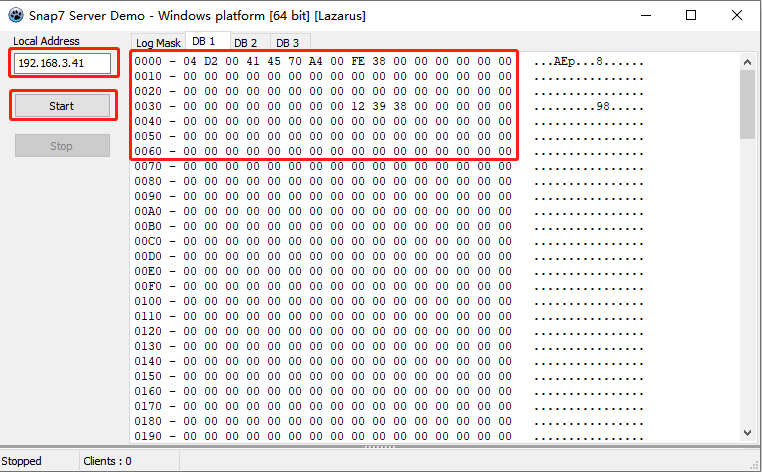 Snap7 Server Demo - Windows platform [64 bit] [Lazarus]
Local Address
192.168.3.41
Start
Stop
Log Mask DB 1 DB 2 DB 3
0000 - 04 D2 00 41 45 70 A4 00 FE 38 00 00 00 00 00 00 ...AEp...8......
0010 - 00 00 00 00 00 00 00 00 00 00 00 00 00 00 00 00 ................
0020 - 00 00 00 00 00 00 00 00 00 00 00 00 00 00 00 00 ................
0030 - 00 00 00 00 00 00 00 00 12 39 38 00 00 00 00 00 .........98.....
0040 - 00 00 00 00 00 00 00 00 00 00 00 00 00 00 00 00 ................
0050 - 00 00 00 00 00 00 00 00 00 00 00 00 00 00 00 00 ................
0060 - 00 00 00 00 00 00 00 00 00 00 00 00 00 00 00 00 ................
0070 - 00 00 00 00 00 00 00 00 00 00 00 00 00 00 00 00 ................
0080 - 00 00 00 00 00 00 00 00 00 00 00 00 00 00 00 00 ................
0090 - 00 00 00 00 00 00 00 00 00 00 00 00 00 00 00 00 ................
00A0 - 00 00 00 00 00 00 00 00 00 00 00 00 00 00 00 00 ................
00B0 - 00 00 00 00 00 00 00 00 00 00 00 00 00 00 00 00 ................
00C0 - 00 00 00 00 00 00 00 00 00 00 00 00 00 00 00 00 ................
00D0 - 00 00 00 00 00 00 00 00 00 00 00 00 00 00 00 00 ................
00E0 - 00 00 00 00 00 00 00 00 00 00 00 00 00 00 00 00 ................
00F0 - 00 00 00 00 00 00 00 00 00 00 00 00 00 00 00 00 ................
0100 - 00 00 00 00 00 00 00 00 00 00 00 00 00 00 00 00 ................
0110 - 00 00 00 00 00 00 00 00 00 00 00 00 00 00 00 00 ................
0120 - 00 00 00 00 00 00 00 00 00 00 00 00 00 00 00 00 ................
0130 - 00 00 00 00 00 00 00 00 00 00 00 00 00 00 00 00 ................
0140 - 00 00 00 00 00 00 00 00 00 00 00 00 00 00 00 00 ................
0150 - 00 00 00 00 00 00 00 00 00 00 00 00 00 00 00 00 ................
0160 - 00 00 00 00 00 00 00 00 00 00 00 00 00 00 00 00 ................
0170 - 00 00 00 00 00 00 00 00 00 00 00 00 00 00 00 00 ................
0180 - 00 00 00 00 00 00 00 00 00 00 00 00 00 00 00 00 ................
0190 - 00 00 00 00 00 00 00 00 00 00 00 00 00 00 00 00 ................
Stopped Clients : 0